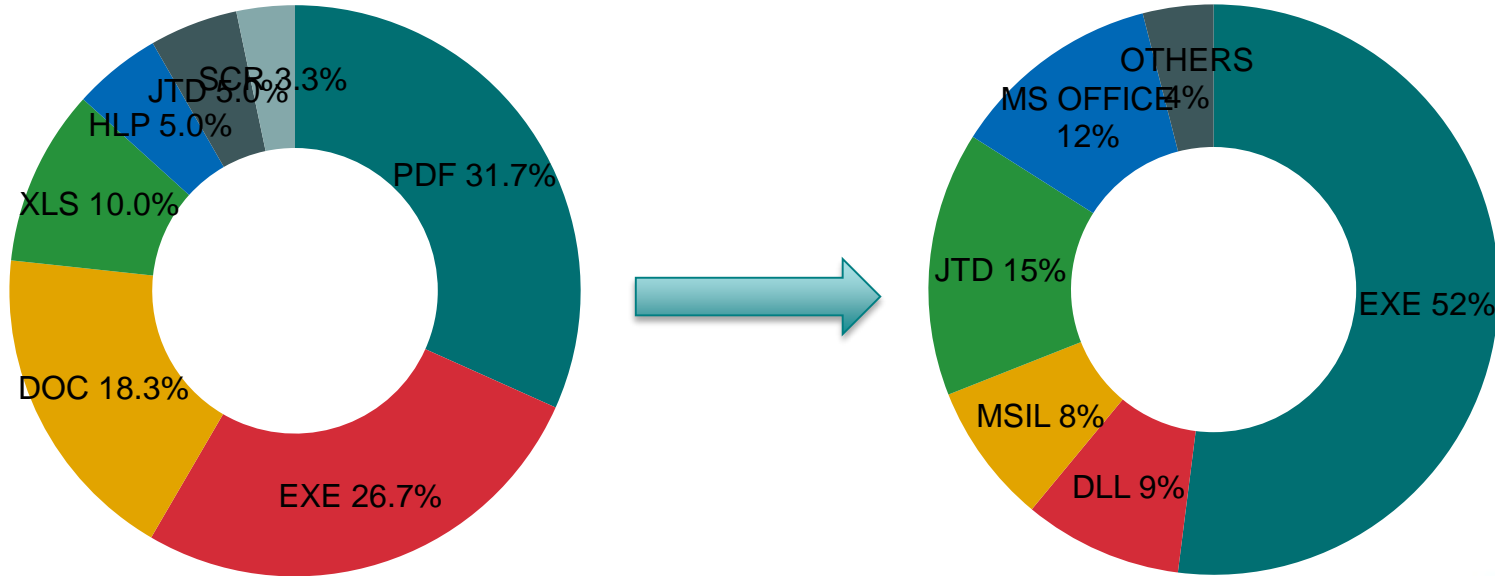 PDF 31.7%
EXE 26.7%
DOC 18.3%
XLS 10.0%
HLP 5.0%
JTD 5.0%
SCR 3.3%
EXE 52%
DLL 9%
MSIL 8%
JTD 15%
MS OFFICE
12%
OTHERS
4%